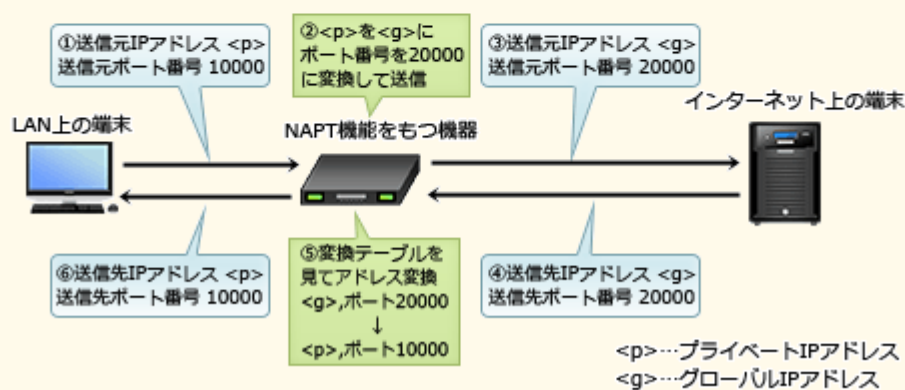 ①送信元IPアドレス <p>
送信元ポート番号 10000
②<p>を<g>に
ポート番号を20000
に変換して送信
③送信元IPアドレス <g>
送信元ポート番号 20000
LAN上の端末
NAPT機能をもつ機器
インターネット上の端末
⑥送信先IPアドレス <p>
送信先ポート番号 10000
⑤変換テーブルを
見てアドレス変換
<g>,ポート20000
↓
<p>,ポート10000
④送信先IPアドレス <g>
送信先ポート番号 20000
<p>…プライベートIPアドレス
<g>…グローバルIPアドレス